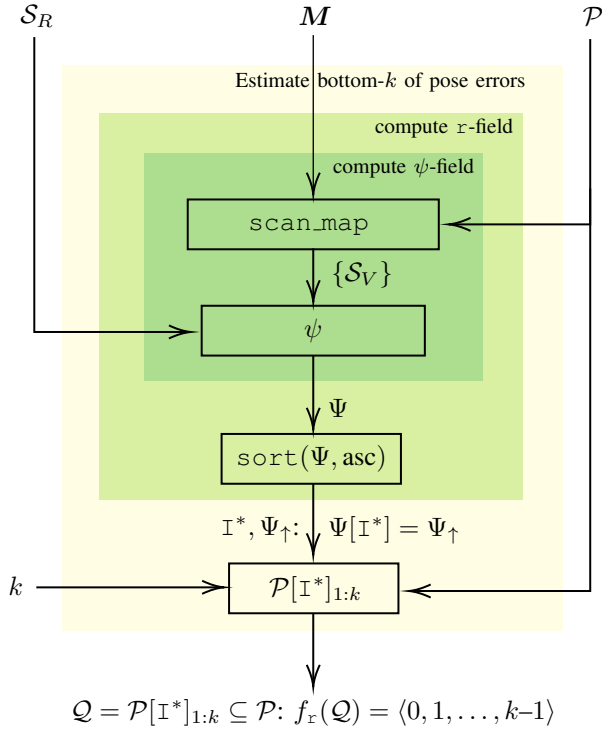 𝒮_R 𝑴 𝒫
Estimate bottom-k of pose errors
compute r-field
compute ψ-field
scan_map
{𝒮_V}
ψ
Ψ
sort(Ψ, asc)
I*, Ψ↑: Ψ[I*] = Ψ↑
k 𝒫[I*]₁:ₖ
𝒬 = 𝒫[I*]₁:ₖ ⊆ 𝒫: f_r(𝒬) = ⟨0, 1, . . . , k–1⟩